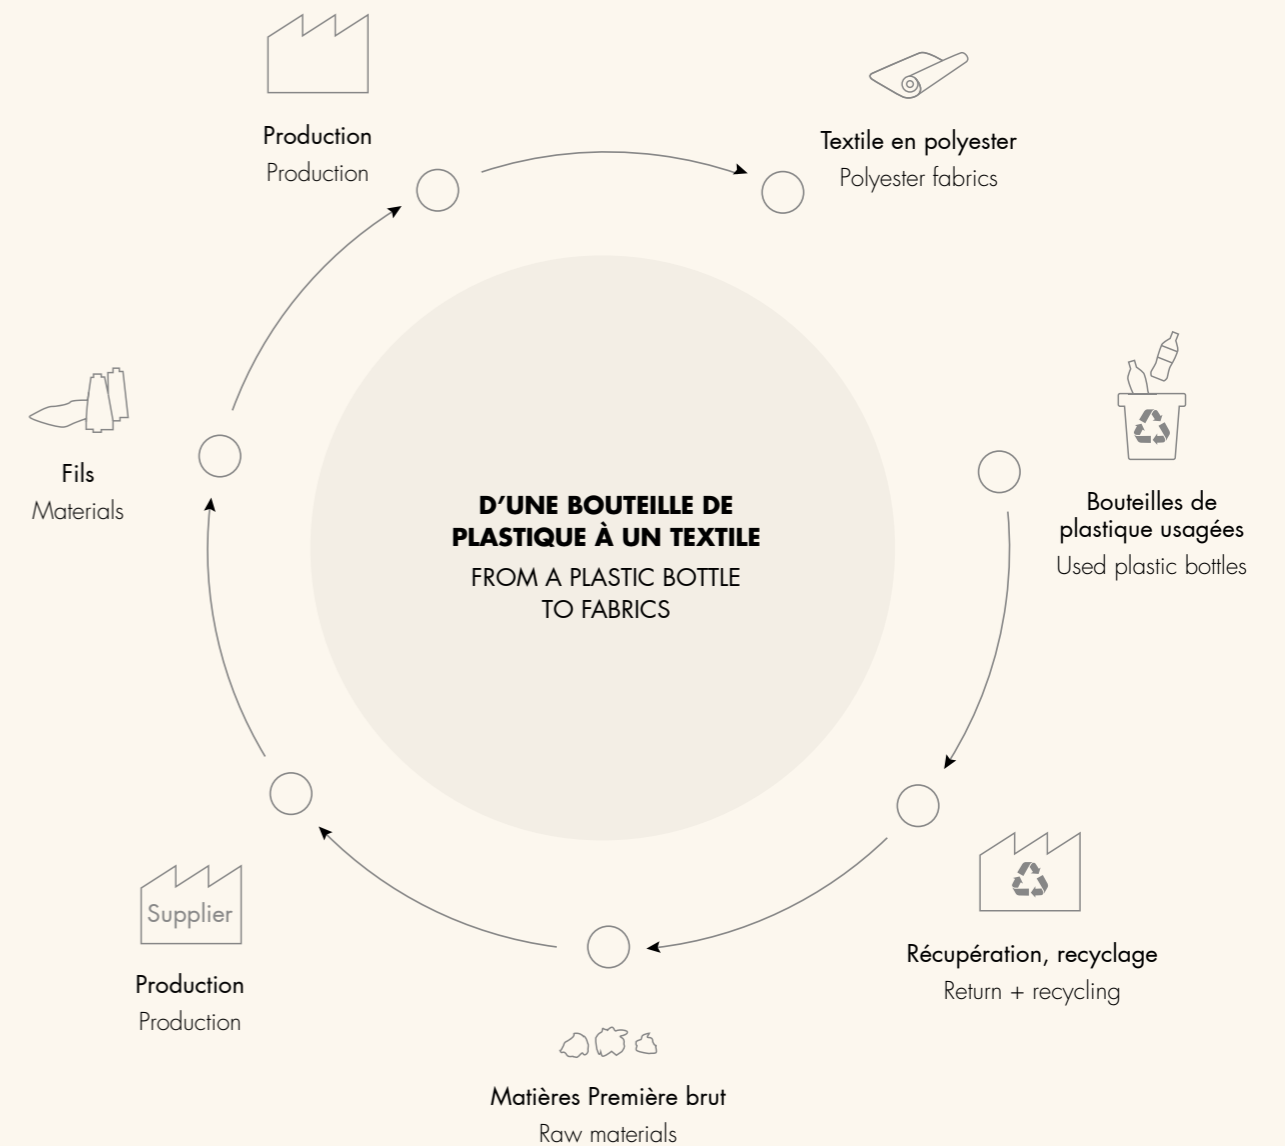 Production
Production
Textile en polyester
Polyester fabrics
Fils
Materials
D'UNE BOUTEILLE DE
PLASTIQUE À UN TEXTILE
FROM A PLASTIC BOTTLE
TO FABRICS
Bouteilles de
plastique usagées
Used plastic bottles
Supplier
Production
Production
Récupération, recyclage
Return + recycling
Matières Première brut
Raw materials